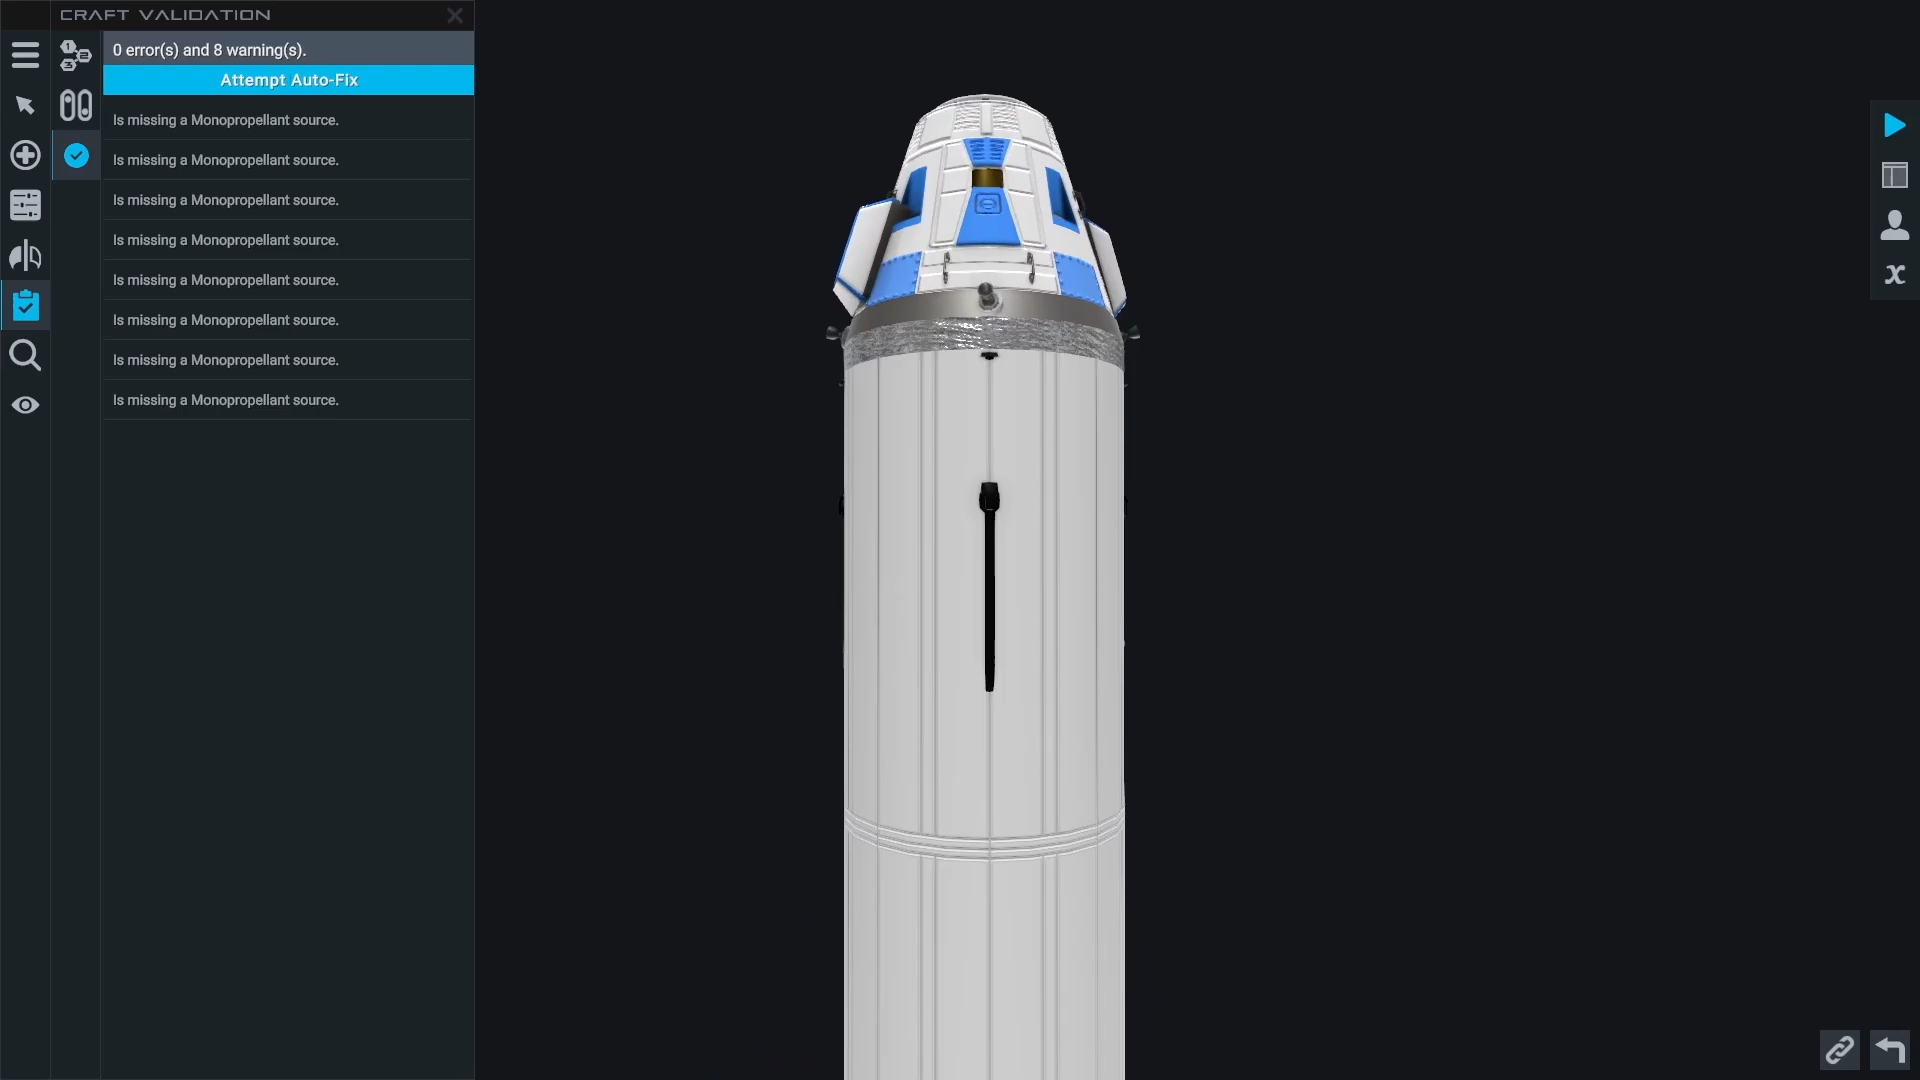 CRAFT VALIDATION
0 error(s) and 8 warning(s).
Attempt Auto-Fix
Is missing a Monopropellant source.
Is missing a Monopropellant source.
Is missing a Monopropellant source.
Is missing a Monopropellant source.
Is missing a Monopropellant source.
Is missing a Monopropellant source.
Is missing a Monopropellant source.
Is missing a Monopropellant source.